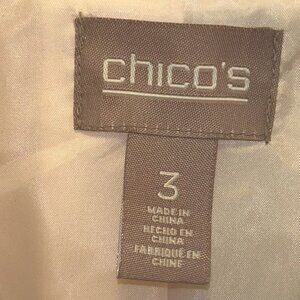 chico's
3
MADE IN
CHINA
HECHO EN
CHINA
FABRIQUÉ EN
CHINE